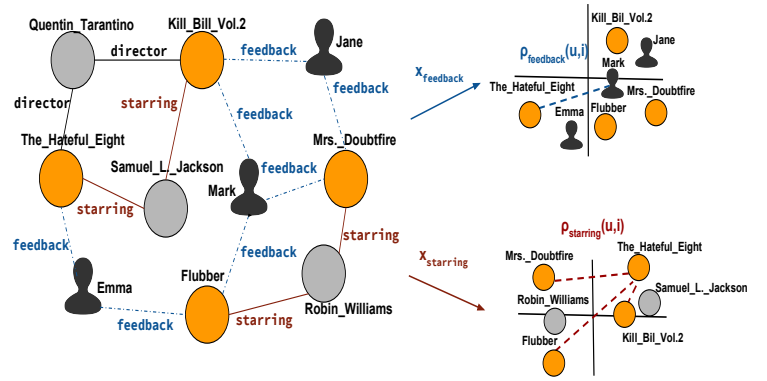 Quentin_Tarantino
Kill_Bill_Vol.2
Jane
director
feedback
feedback
director
starring
feedback
The_Hateful_Eight
Samuel_L._Jackson
Mrs._Doubtfire
feedback
Mark
starring
starring
feedback
feedback
Emma
Flubber
feedback
starring
Robin_Williams
x_feedback
x_starring
Kill_Bil_Vol.2
ρ_feedback(u,i)
Jane
Mark
The_Hateful_Eight
Mrs._Doubtfire
Emma
Flubber
ρ_starring(u,i)
Mrs._Doubtfire
The_Hateful_Eight
Robin_Williams
Samuel_L._Jackson
Flubber
Kill_Bil_Vol.2